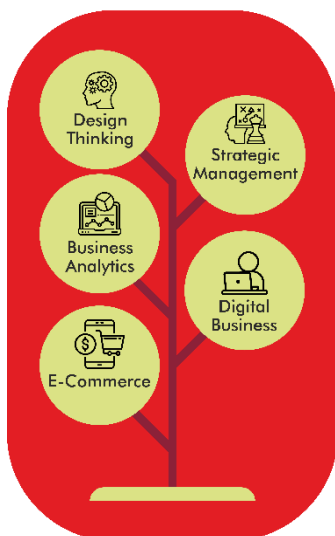 Design
Thinking
Strategic
Management
Business
Analytics
Digital
Business
$
E-Commerce